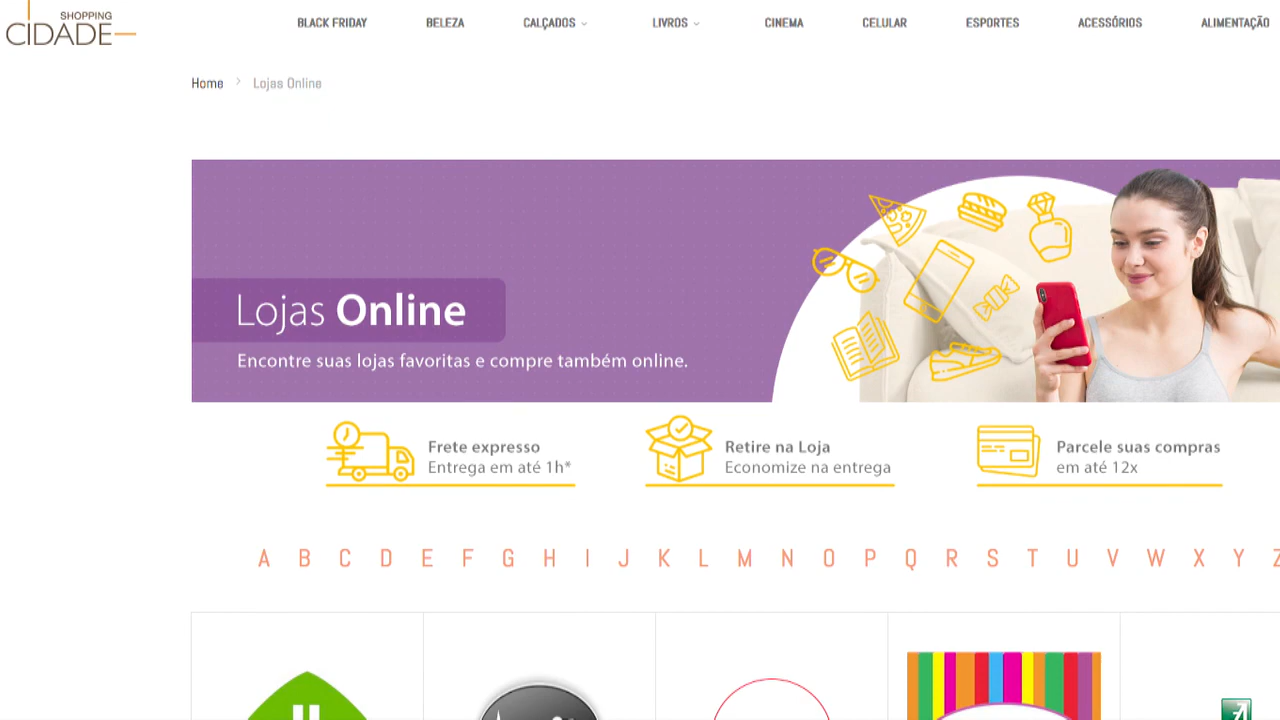 SHOPPING
CIDADE
BLACK FRIDAY BELEZA CALÇADOS LIVROS CINEMA CELULAR ESPORTES ACESSÓRIOS ALIMENTAÇÃO
Home > Lojas Online
Lojas Online
Encontre suas lojas favoritas e compre também online.
Frete expresso
Entrega em até 1h*
Retire na Loja
Economize na entrega
Parcele suas compras
em até 12x
A B C D E F G H I J K L M N O P Q R S T U V W X Y Z